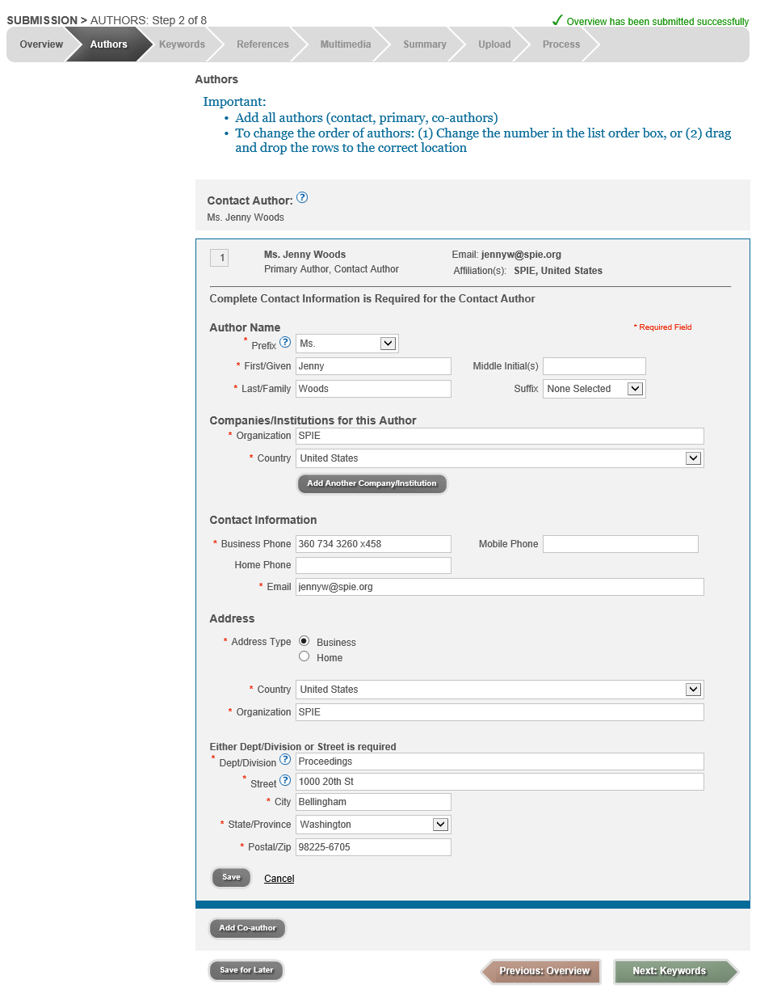 SUBMISSION > AUTHORS: Step 2 of 8
✓ Overview has been submitted successfully
Overview Authors Keywords References Multimedia Summary Upload Process
Authors
Important:
• Add all authors (contact, primary, co-authors)
• To change the order of authors: (1) Change the number in the list order box, or (2) drag
and drop the rows to the correct location
Contact Author: ?
Ms. Jenny Woods
1 Ms. Jenny Woods Email: jennyw@spie.org
Primary Author, Contact Author Affiliation(s): SPIE, United States
Complete Contact Information is Required for the Contact Author
Author Name * Required Field
* Prefix ? Ms.
* First/Given Jenny Middle Initial(s)
* Last/Family Woods Suffix None Selected
Companies/Institutions for this Author
* Organization SPIE
* Country United States
Add Another Company/Institution
Contact Information
* Business Phone 360 734 3260 x458 Mobile Phone
Home Phone
* Email jennyw@spie.org
Address
* Address Type Business
Home
* Country United States
* Organization SPIE
Either Dept/Division or Street is required
* Dept/Division ? Proceedings
* Street ? 1000 20th St
* City Bellingham
* State/Province Washington
* Postal/Zip 98225-6705
Save Cancel
Add Co-author
Save for Later Previous: Overview Next: Keywords